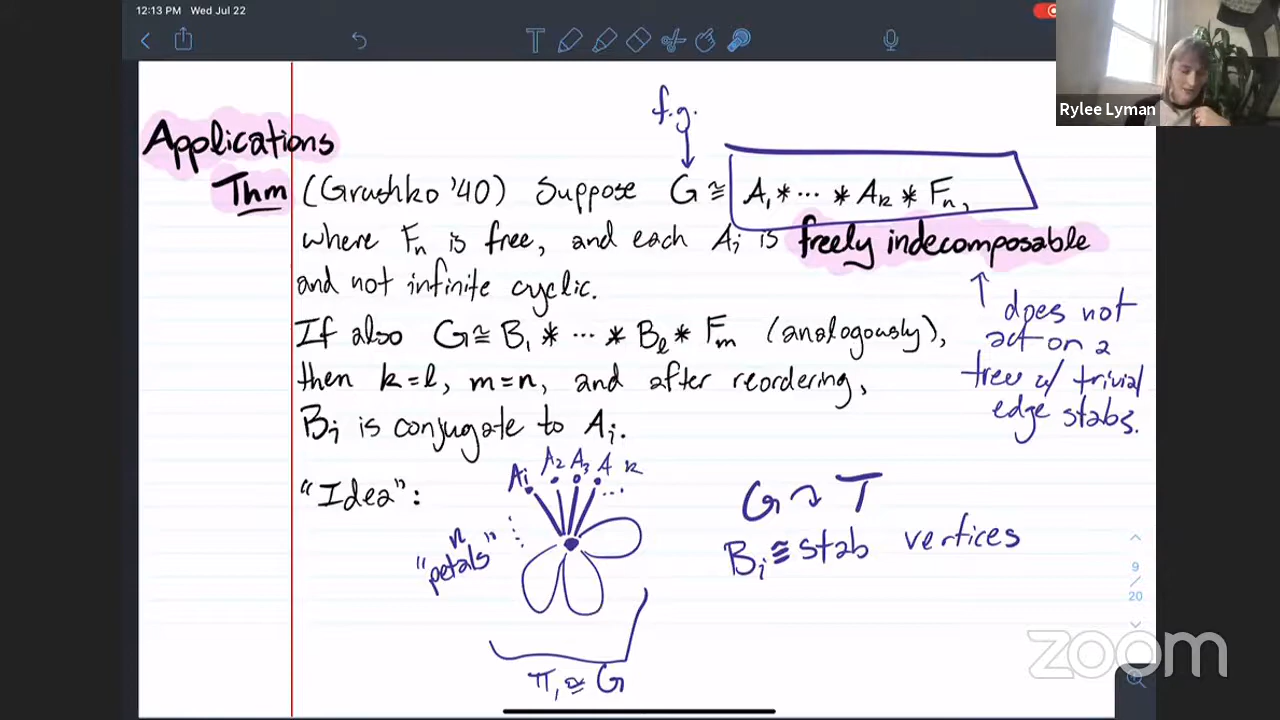 12:13 PM Wed Jul 22
Rylee Lyman
f.g.
Applications
Thm (Grushko '40) Suppose G ≅ A₁ * ⋯ * Aₖ * Fₙ,
where Fₙ is free, and each Aᵢ is freely indecomposable
and not infinite cyclic.
does not
act on a
tree w/ trivial
edge stabs.
If also G ≅ B₁ * ⋯ * Bₗ * Fₘ (analogously),
then k=l, m=n, and after reordering,
Bᵢ is conjugate to Aᵢ.
"Idea":
A₁ A₂ A₃ A k
...
n
"petals"
G ↷ T
Bᵢ ≅ stab vertices
π₁ ≅ G
9
/
20
zoom